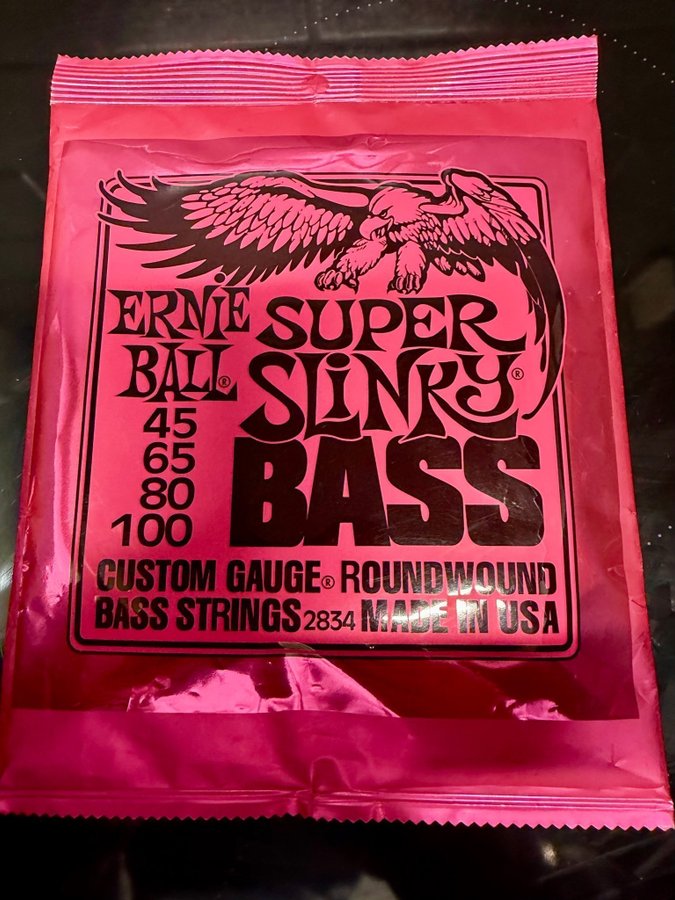 ERNIE BALL®
SUPER SLINKY®
BASS
45
65
80
100
CUSTOM GAUGE® ROUNDWOUND
BASS STRINGS 2834 MADE IN USA